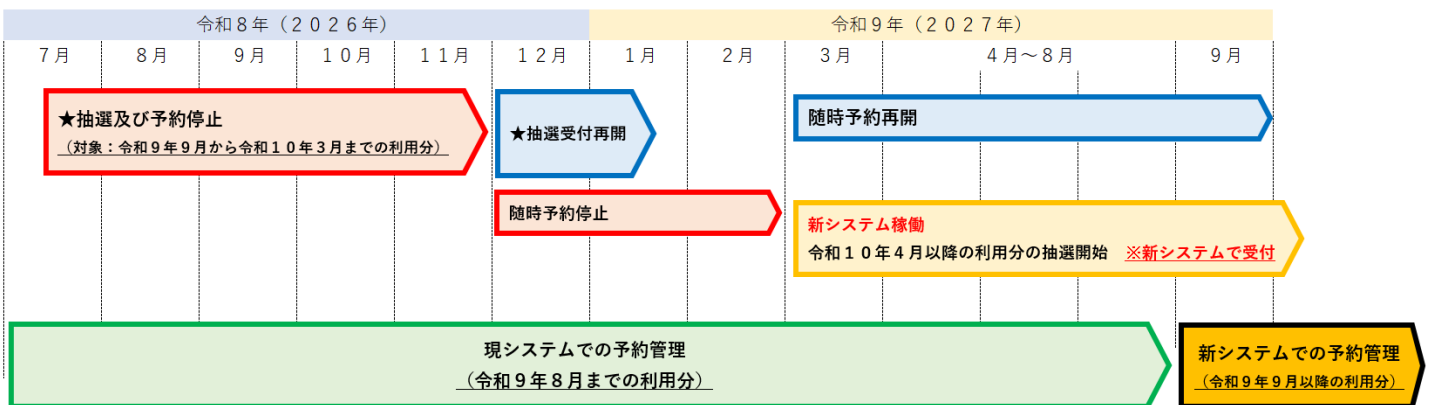 令和８年（２０２６年）
令和９年（２０２７年）
７月
８月
９月
１０月
１１月
１２月
１月
２月
３月
４月～８月
９月
★抽選及び予約停止
（対象：令和９年９月から令和１０年３月までの利用分）
★抽選受付再開
随時予約再開
随時予約停止
新システム稼働
令和１０年４月以降の利用分の抽選開始　※新システムで受付
現システムでの予約管理
（令和９年８月までの利用分）
新システムでの予約管理
（令和９年９月以降の利用分）